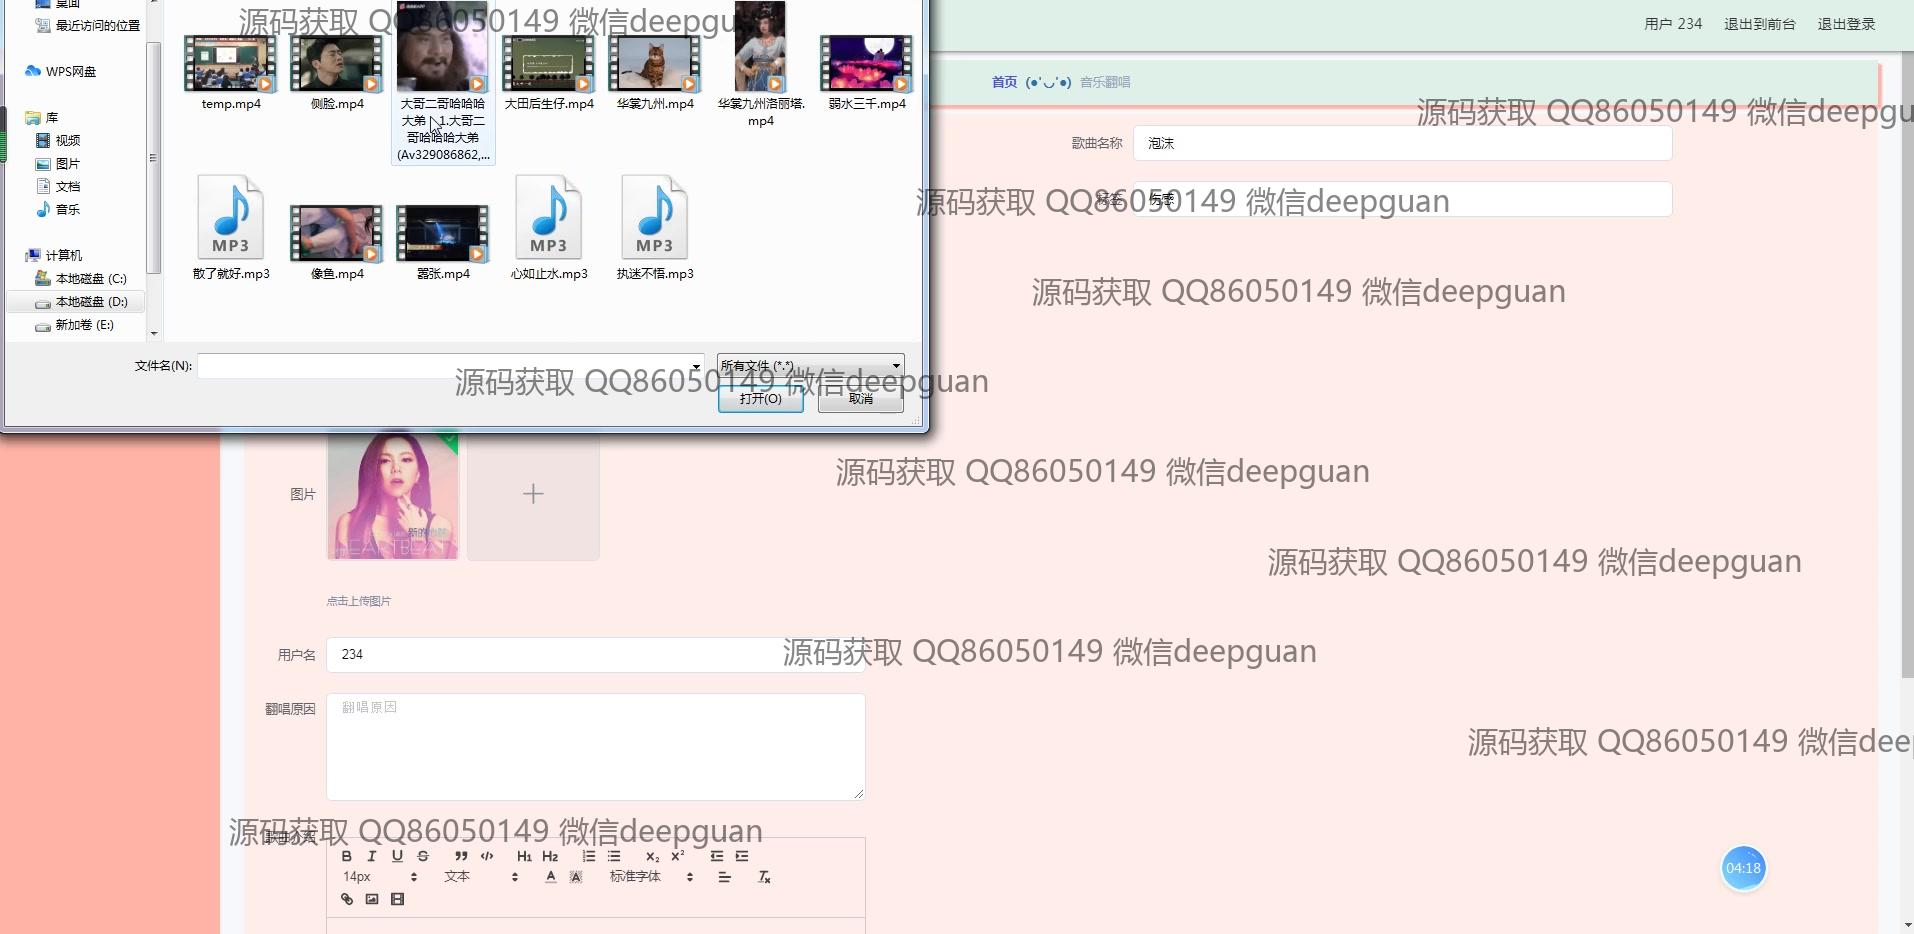 桌面
最近访问的位置
WPS网盘
库
视频
图片
文档
音乐
计算机
本地磁盘 (C:)
本地磁盘 (D:)
新加卷 (E:)
temp.mp4
侧脸.mp4
大哥二哥哈哈哈
大弟
1.大哥二
哥哈哈哈大弟
(Av329086862,...
大田后生仔.mp4
华裳九州.mp4
华裳九州洛丽塔.
mp4
弱水三千.mp4
MP3
散了就好.mp3
像鱼.mp4
嚣张.mp4
MP3
心如止水.mp3
MP3
执迷不悟.mp3
文件名(N):
所有文件 (*.*)
打开(O)
取消
用户 234
退出到前台
退出登录
首页 (●'◡'●) 音乐翻唱
歌曲名称
泡沫
标签
伤感
图片
点击上传图片
用户名
234
翻唱原因
翻唱原因
B I U S
H1 H2
X2 X2
14px
文本
A A
标准字体
Tx
04:18
源码获取 QQ86050149 微信deepgu
源码获取 QQ86050149 微信deepgu
源码获取 QQ86050149 微信deepguan
源码获取 QQ86050149 微信deepguan
源码获取 QQ86050149 微信deepguan
源码获取 QQ86050149 微信deepguan
源码获取 QQ86050149 微信deepguan
源码获取 QQ86050149 微信deepguan
源码获取 QQ86050149 微信dee
源码获取 QQ86050149 微信deepguan